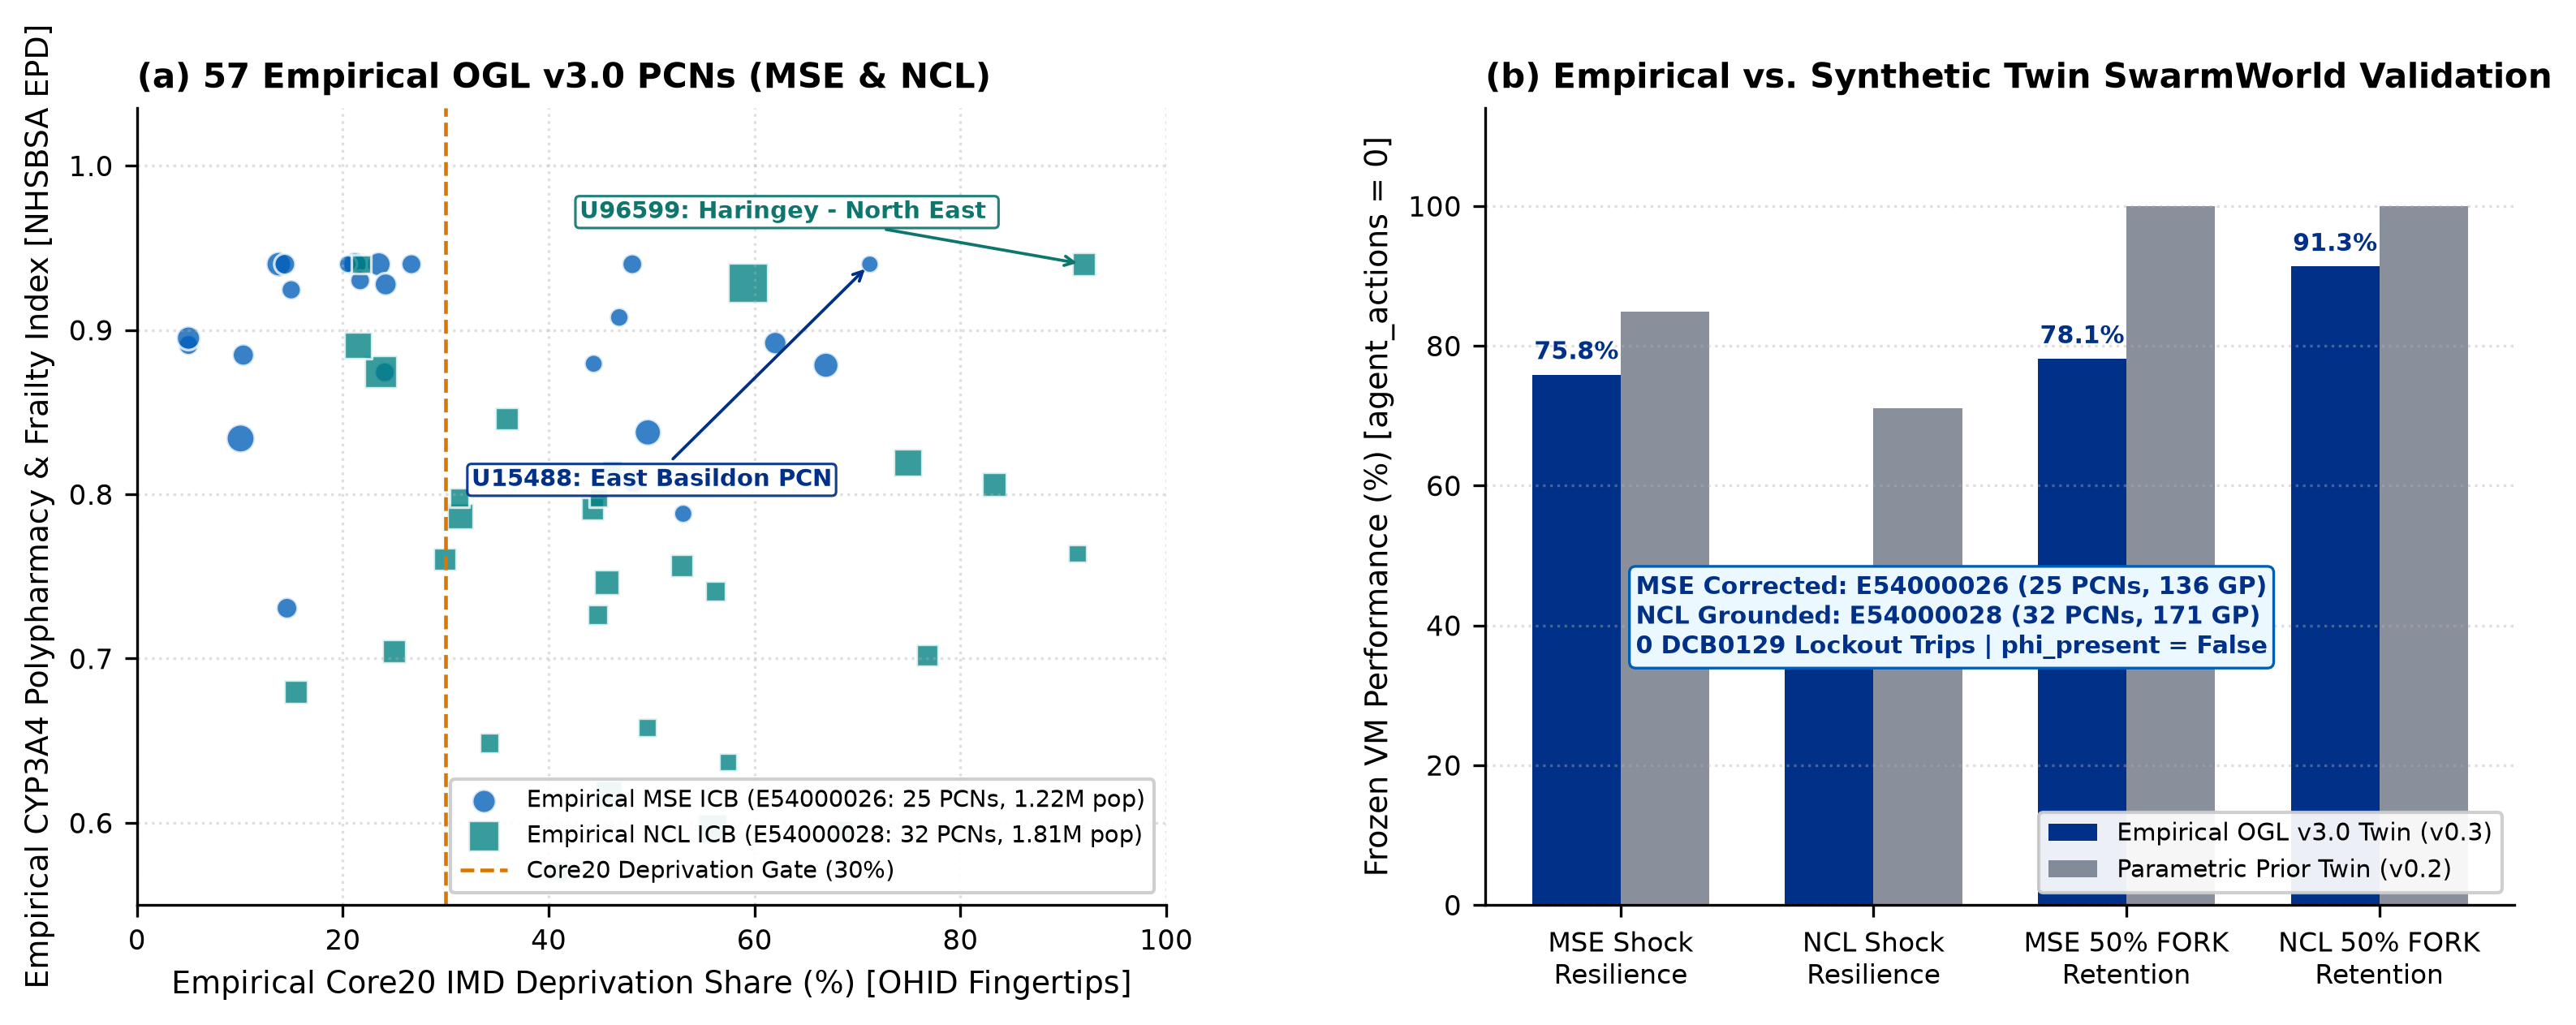 (a) 57 Empirical OGL v3.0 PCNs (MSE & NCL)
Empirical CYP3A4 Polypharmacy & Frailty Index [NHSBSA EPD]
1.0
0.9
0.8
0.7
0.6
U96599: Haringey - North East
U15488: East Basildon PCN
Empirical MSE ICB (E54000026: 25 PCNs, 1.22M pop)
Empirical NCL ICB (E54000028: 32 PCNs, 1.81M pop)
Core20 Deprivation Gate (30%)
0 20 40 60 80 100
Empirical Core20 IMD Deprivation Share (%) [OHID Fingertips]
(b) Empirical vs. Synthetic Twin SwarmWorld Validation
Frozen VM Performance (%) [agent_actions = 0]
100
80
60
40
20
0
75.8%
78.1%
91.3%
MSE Corrected: E54000026 (25 PCNs, 136 GP)
NCL Grounded: E54000028 (32 PCNs, 171 GP)
0 DCB0129 Lockout Trips | phi_present = False
Empirical OGL v3.0 Twin (v0.3)
Parametric Prior Twin (v0.2)
MSE Shock
Resilience
NCL Shock
Resilience
MSE 50% FORK
Retention
NCL 50% FORK
Retention